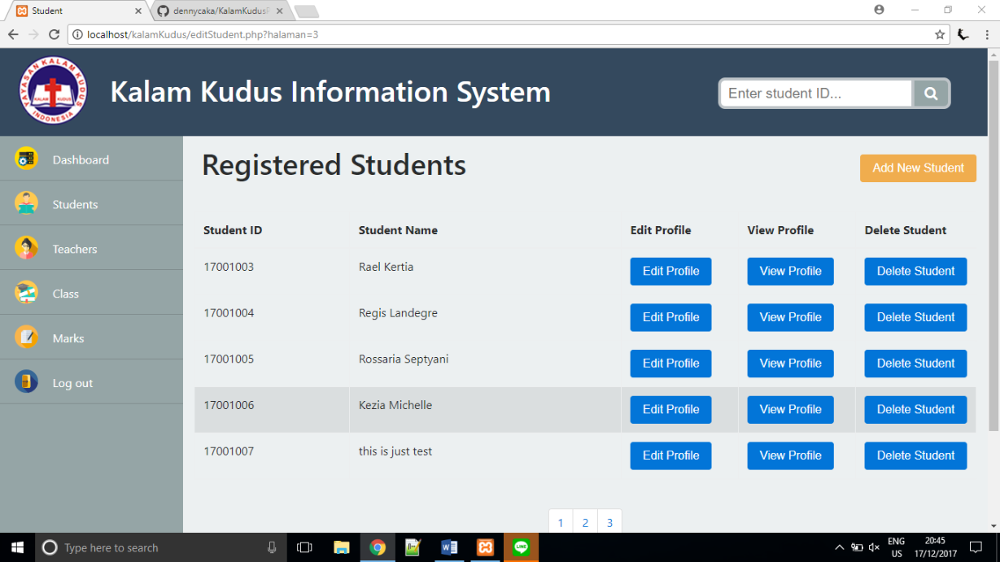 Student
dennycaka/KalamKudusI
localhost/kalamKudus/editStudent.php?halaman=3
YAYASAN KALAM KUDUS
KALAM KUDUS
INDONESIA
Kalam Kudus Information System
Enter student ID...
Dashboard
Students
Teachers
Class
Marks
Log out
Registered Students
Add New Student
Student ID Student Name Edit Profile View Profile Delete Student
17001003 Rael Kertia Edit Profile View Profile Delete Student
17001004 Regis Landegre Edit Profile View Profile Delete Student
17001005 Rossaria Septyani Edit Profile View Profile Delete Student
17001006 Kezia Michelle Edit Profile View Profile Delete Student
17001007 this is just test Edit Profile View Profile Delete Student
1 2 3
Type here to search
LINE
ENG
US
20:45
17/12/2017